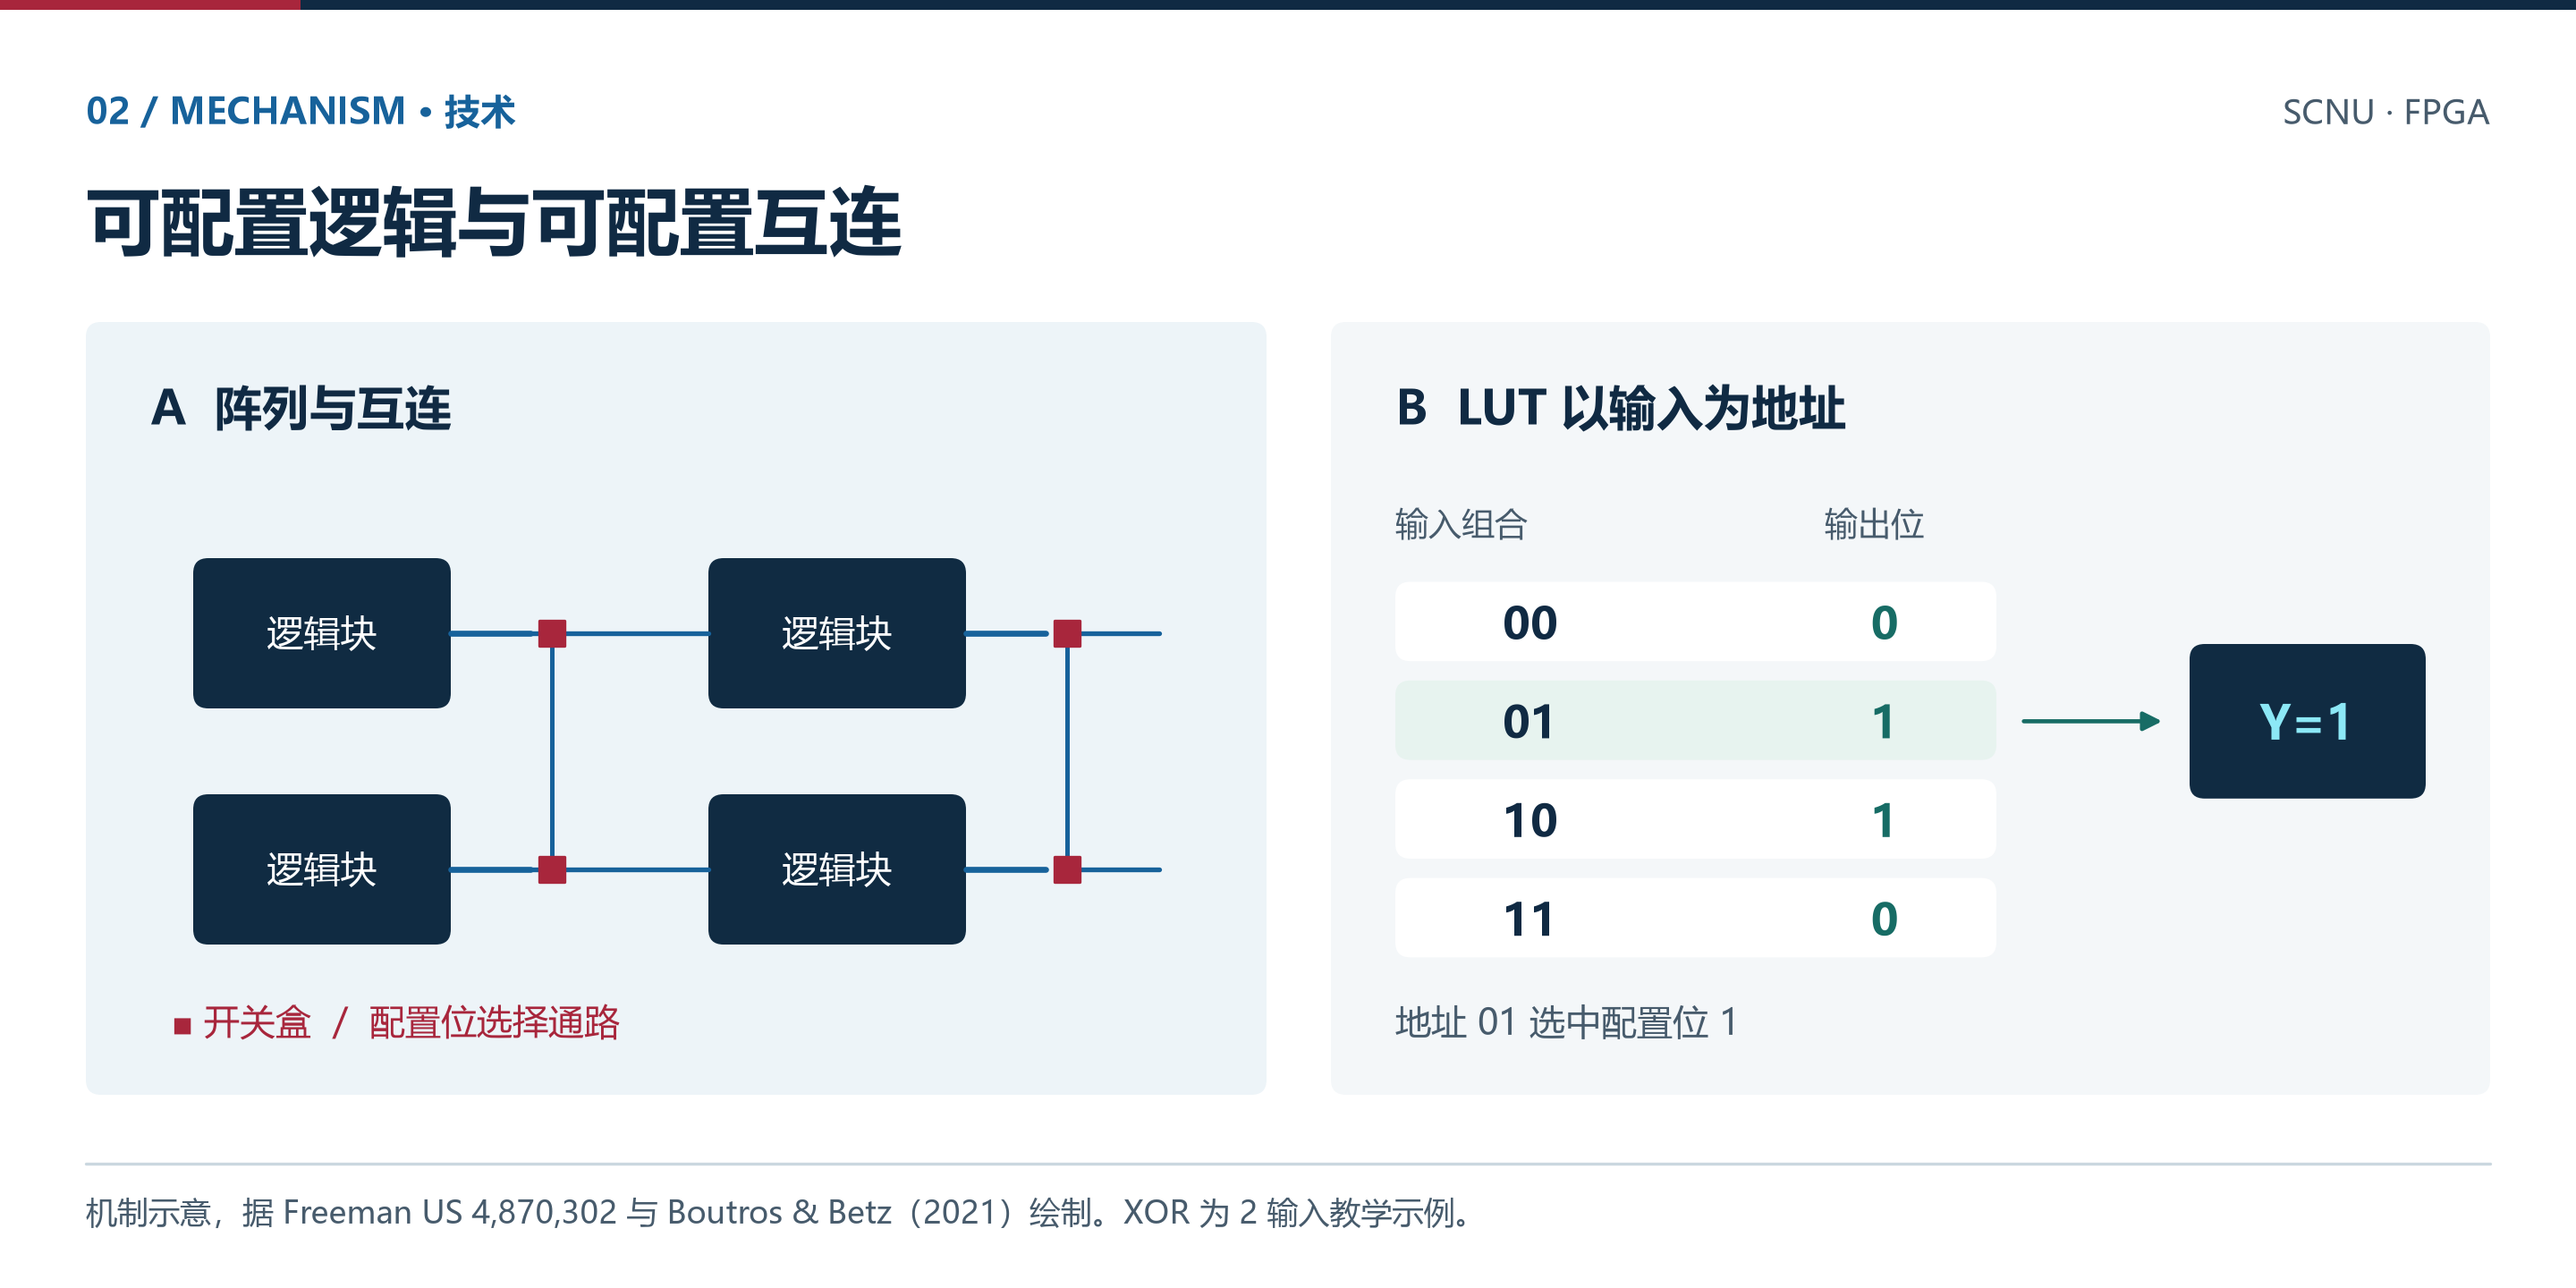 02 / MECHANISM • 技术
SCNU · FPGA
可配置逻辑与可配置互连
A 阵列与互连
逻辑块
逻辑块
逻辑块
逻辑块
■ 开关盒 / 配置位选择通路
B LUT 以输入为地址
输入组合 输出位
00 0
01 1
10 1
11 0
Y=1
地址 01 选中配置位 1
机制示意，据 Freeman US 4,870,302 与 Boutros & Betz（2021）绘制。XOR 为 2 输入教学示例。